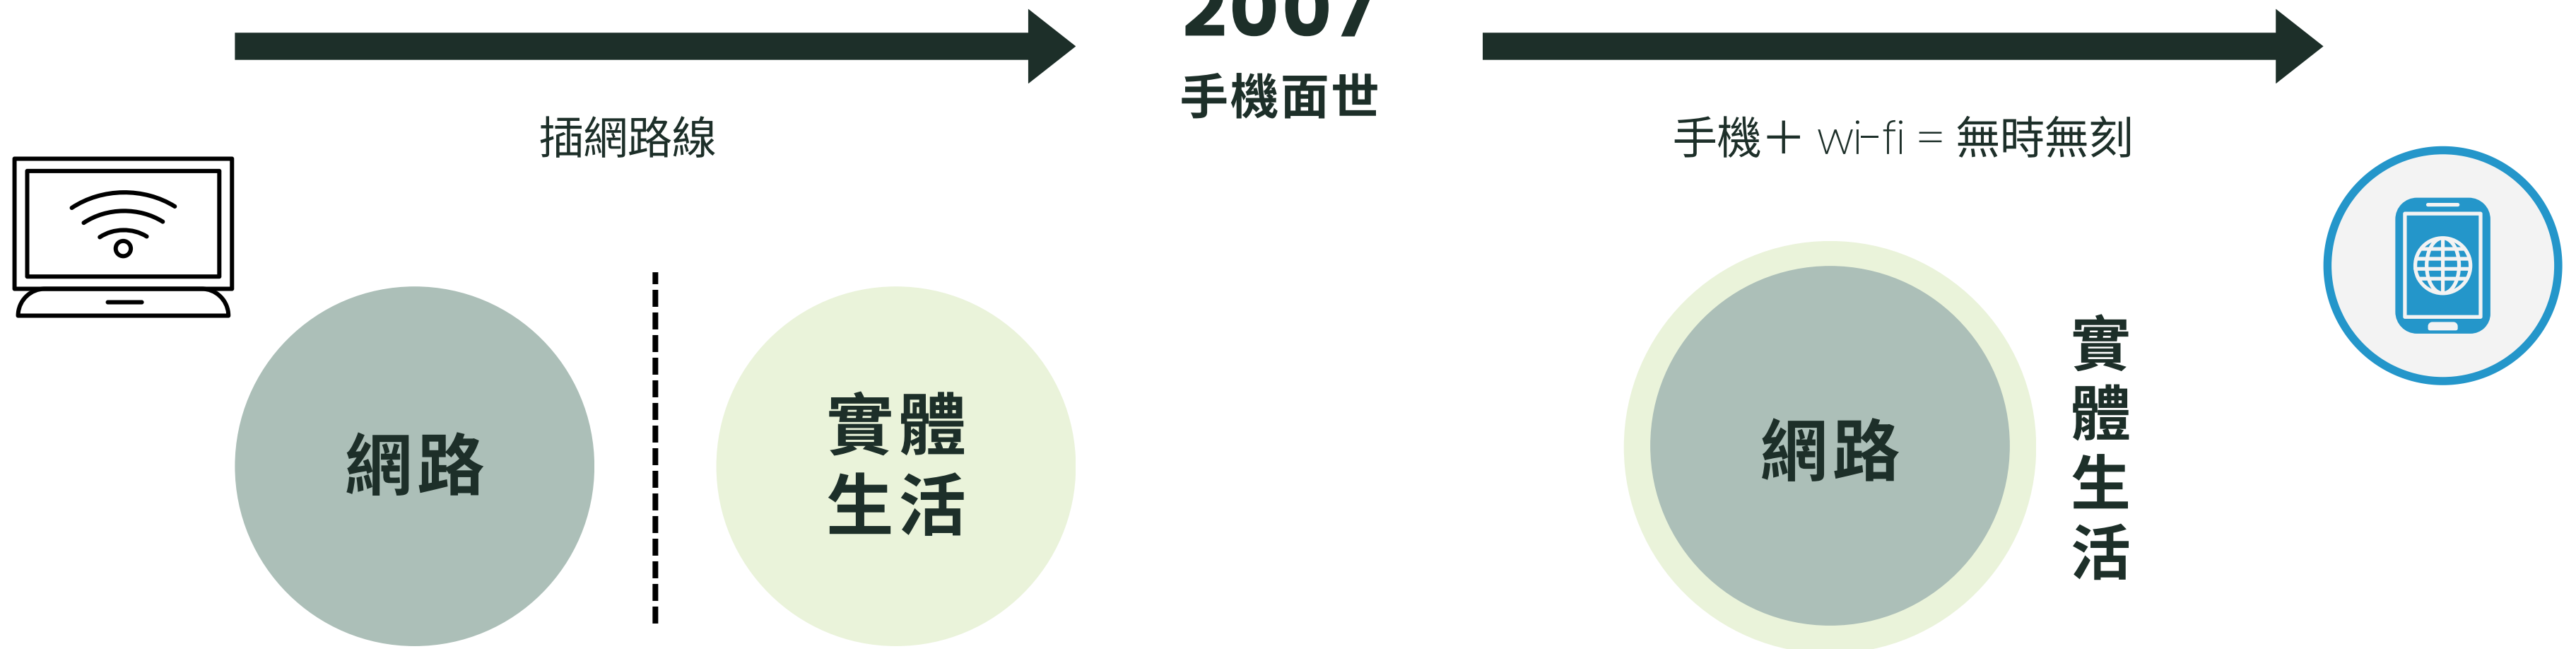 2007
手機面世
插網路線
手機＋ wi-fi = 無時無刻
網路
實體
生活
網路
實體生活